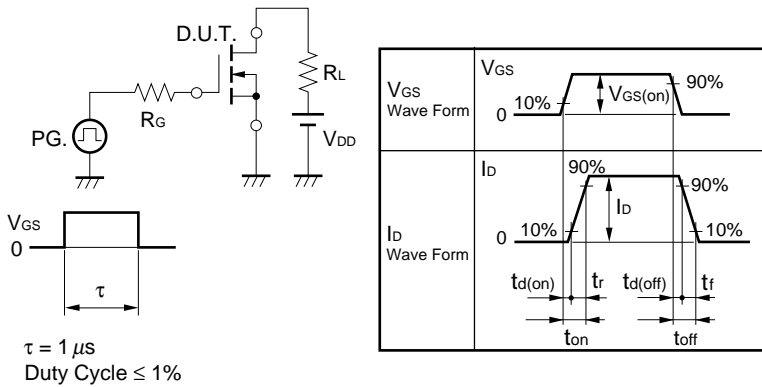 D.U.T.
RL
RG
PG.
VDD
VGS
0
τ
τ = 1 µs
Duty Cycle ≤ 1%
VGS
Wave Form
VGS
10%
0
VGS(on)
90%
ID
Wave Form
ID
90%
90%
ID
10%
0
10%
td(on)
tr
td(off)
tf
ton
toff